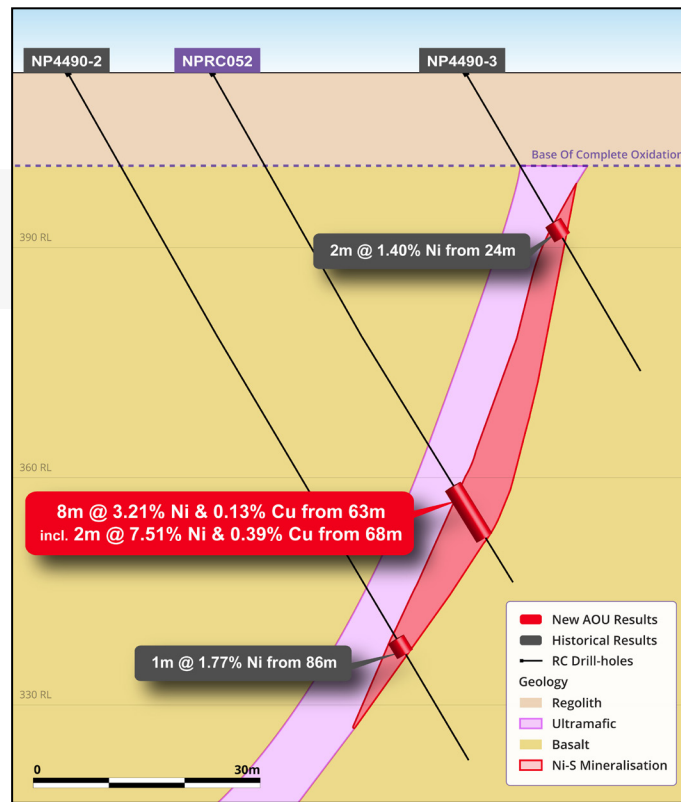 NP4490-2
NPRC052
NP4490-3
Base Of Complete Oxidation
390 RL
2m @ 1.40% Ni from 24m
360 RL
8m @ 3.21% Ni & 0.13% Cu from 63m
incl. 2m @ 7.51% Ni & 0.39% Cu from 68m
1m @ 1.77% Ni from 86m
330 RL
0 30m
New AOU Results
Historical Results
RC Drill-holes
Geology
Regolith
Ultramafic
Basalt
Ni-S Mineralisation